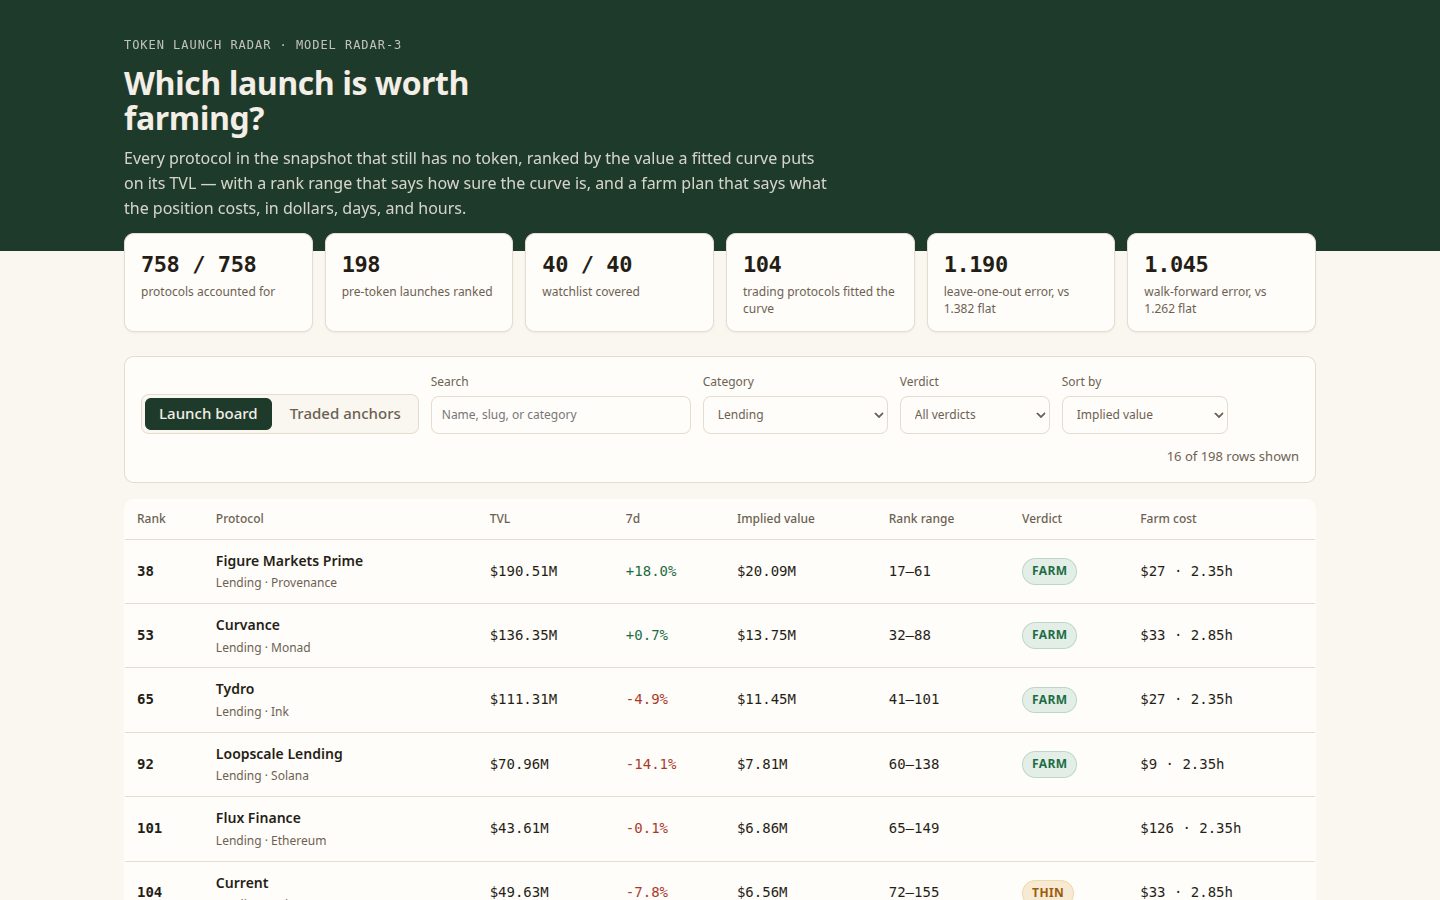 TOKEN LAUNCH RADAR · MODEL RADAR-3
Which launch is worth
farming?
Every protocol in the snapshot that still has no token, ranked by the value a fitted curve puts
on its TVL — with a rank range that says how sure the curve is, and a farm plan that says what
the position costs, in dollars, days, and hours.
758 / 758
protocols accounted for
198
pre-token launches ranked
40 / 40
watchlist covered
104
trading protocols fitted the
curve
1.190
leave-one-out error, vs
1.382 flat
1.045
walk-forward error, vs
1.262 flat
Launch board
Traded anchors
Search
Name, slug, or category
Category
Lending
Verdict
All verdicts
Sort by
Implied value
16 of 198 rows shown
Rank Protocol TVL 7d Implied value Rank range Verdict Farm cost
38 Figure Markets Prime $190.51M +18.0% $20.09M 17–61 FARM $27 · 2.35h
Lending · Provenance
53 Curvance $136.35M +0.7% $13.75M 32–88 FARM $33 · 2.85h
Lending · Monad
65 Tydro $111.31M -4.9% $11.45M 41–101 FARM $27 · 2.35h
Lending · Ink
92 Loopscale Lending $70.96M -14.1% $7.81M 60–138 FARM $9 · 2.35h
Lending · Solana
101 Flux Finance $43.61M -0.1% $6.86M 65–149 $126 · 2.35h
Lending · Ethereum
104 Current $49.63M -7.8% $6.56M 72–155 THIN $33 · 2.85h